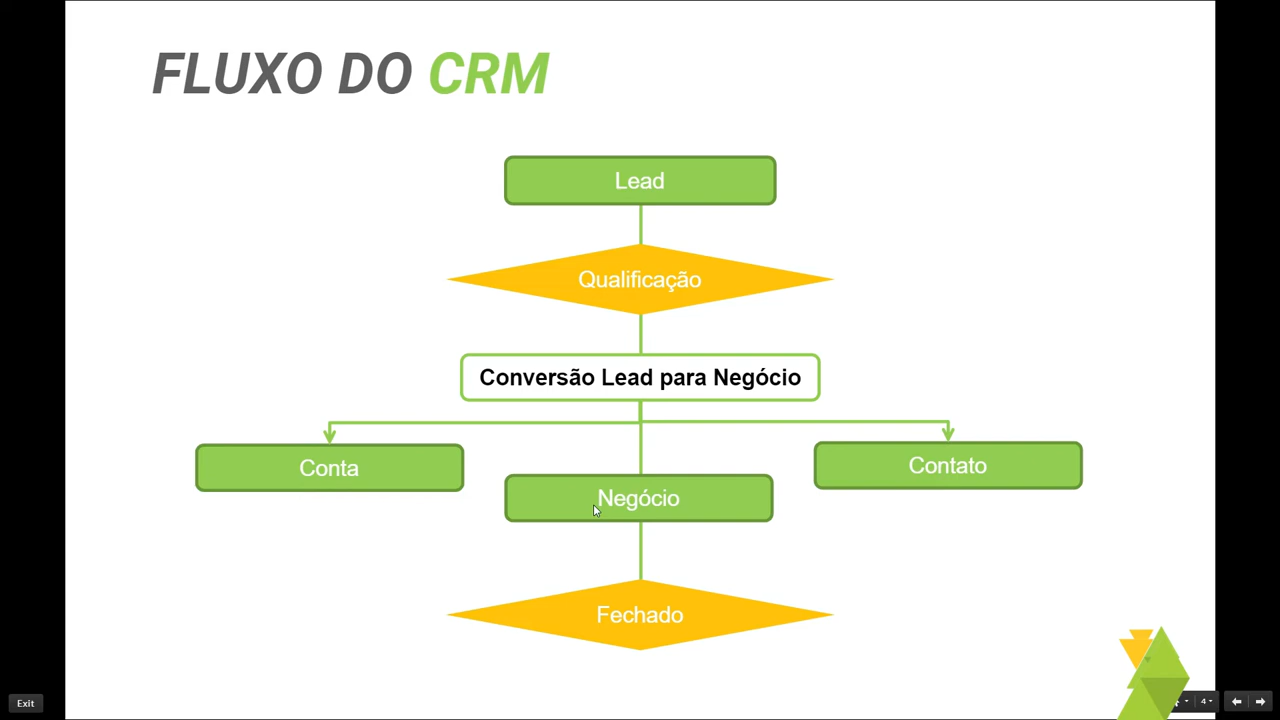 FLUXO DO CRM
Lead
Qualificação
Conversão Lead para Negócio
Conta
Contato
Negócio
Fechado
Exit
4